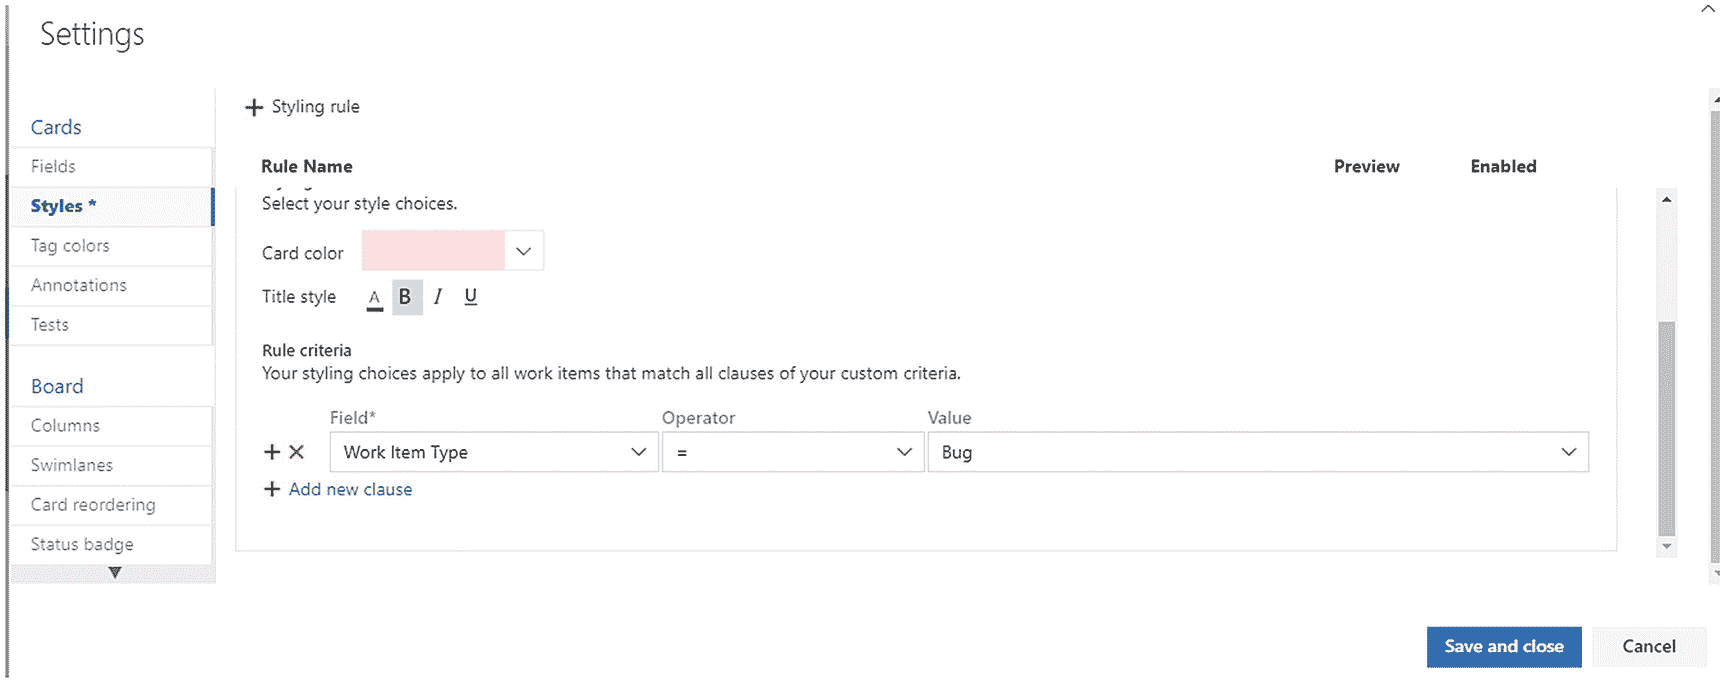 Settings
Cards
Fields
Styles *
Tag colors
Annotations
Tests
Board
Columns
Swimlanes
Card reordering
Status badge
+ Styling rule
Rule Name Preview Enabled
Select your style choices.
Card color
Title style A B I U
Rule criteria
Your styling choices apply to all work items that match all clauses of your custom criteria.
Field* Operator Value
Work Item Type = Bug
+ Add new clause
Save and close Cancel